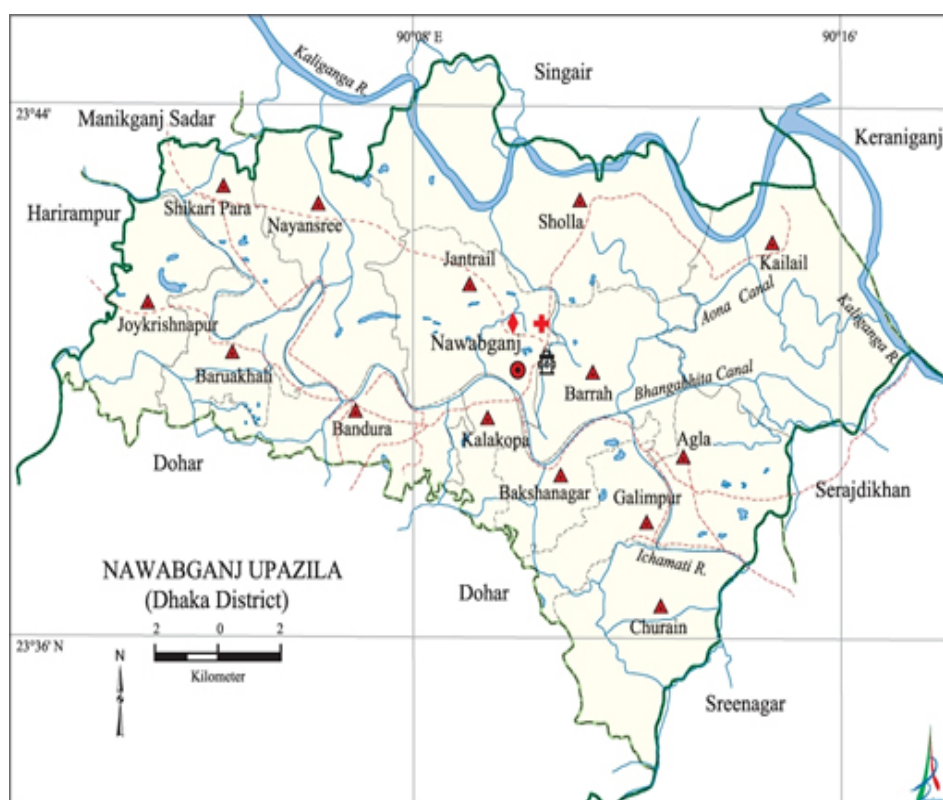 90°08' E
90°16'
Kaliganga R.
Singair
23°44'
Manikganj Sadar
Keraniganj
Harirampur
Shikari Para
Nayansree
Sholla
Jantrail
Kailail
Aona Canal
Joykrishnapur
Nawabganj
Kaliganga R.
Baruakhali
Barrah
Bhangabhita Canal
Bandura
Kalakopa
Agla
Dohar
Bakshanagar
Galimpur
Serajdikhan
Ichamati R.
NAWABGANJ UPAZILA
(Dhaka District)
Dohar
Churain
2 0 2
23°36' N
Kilometer
N
Sreenagar